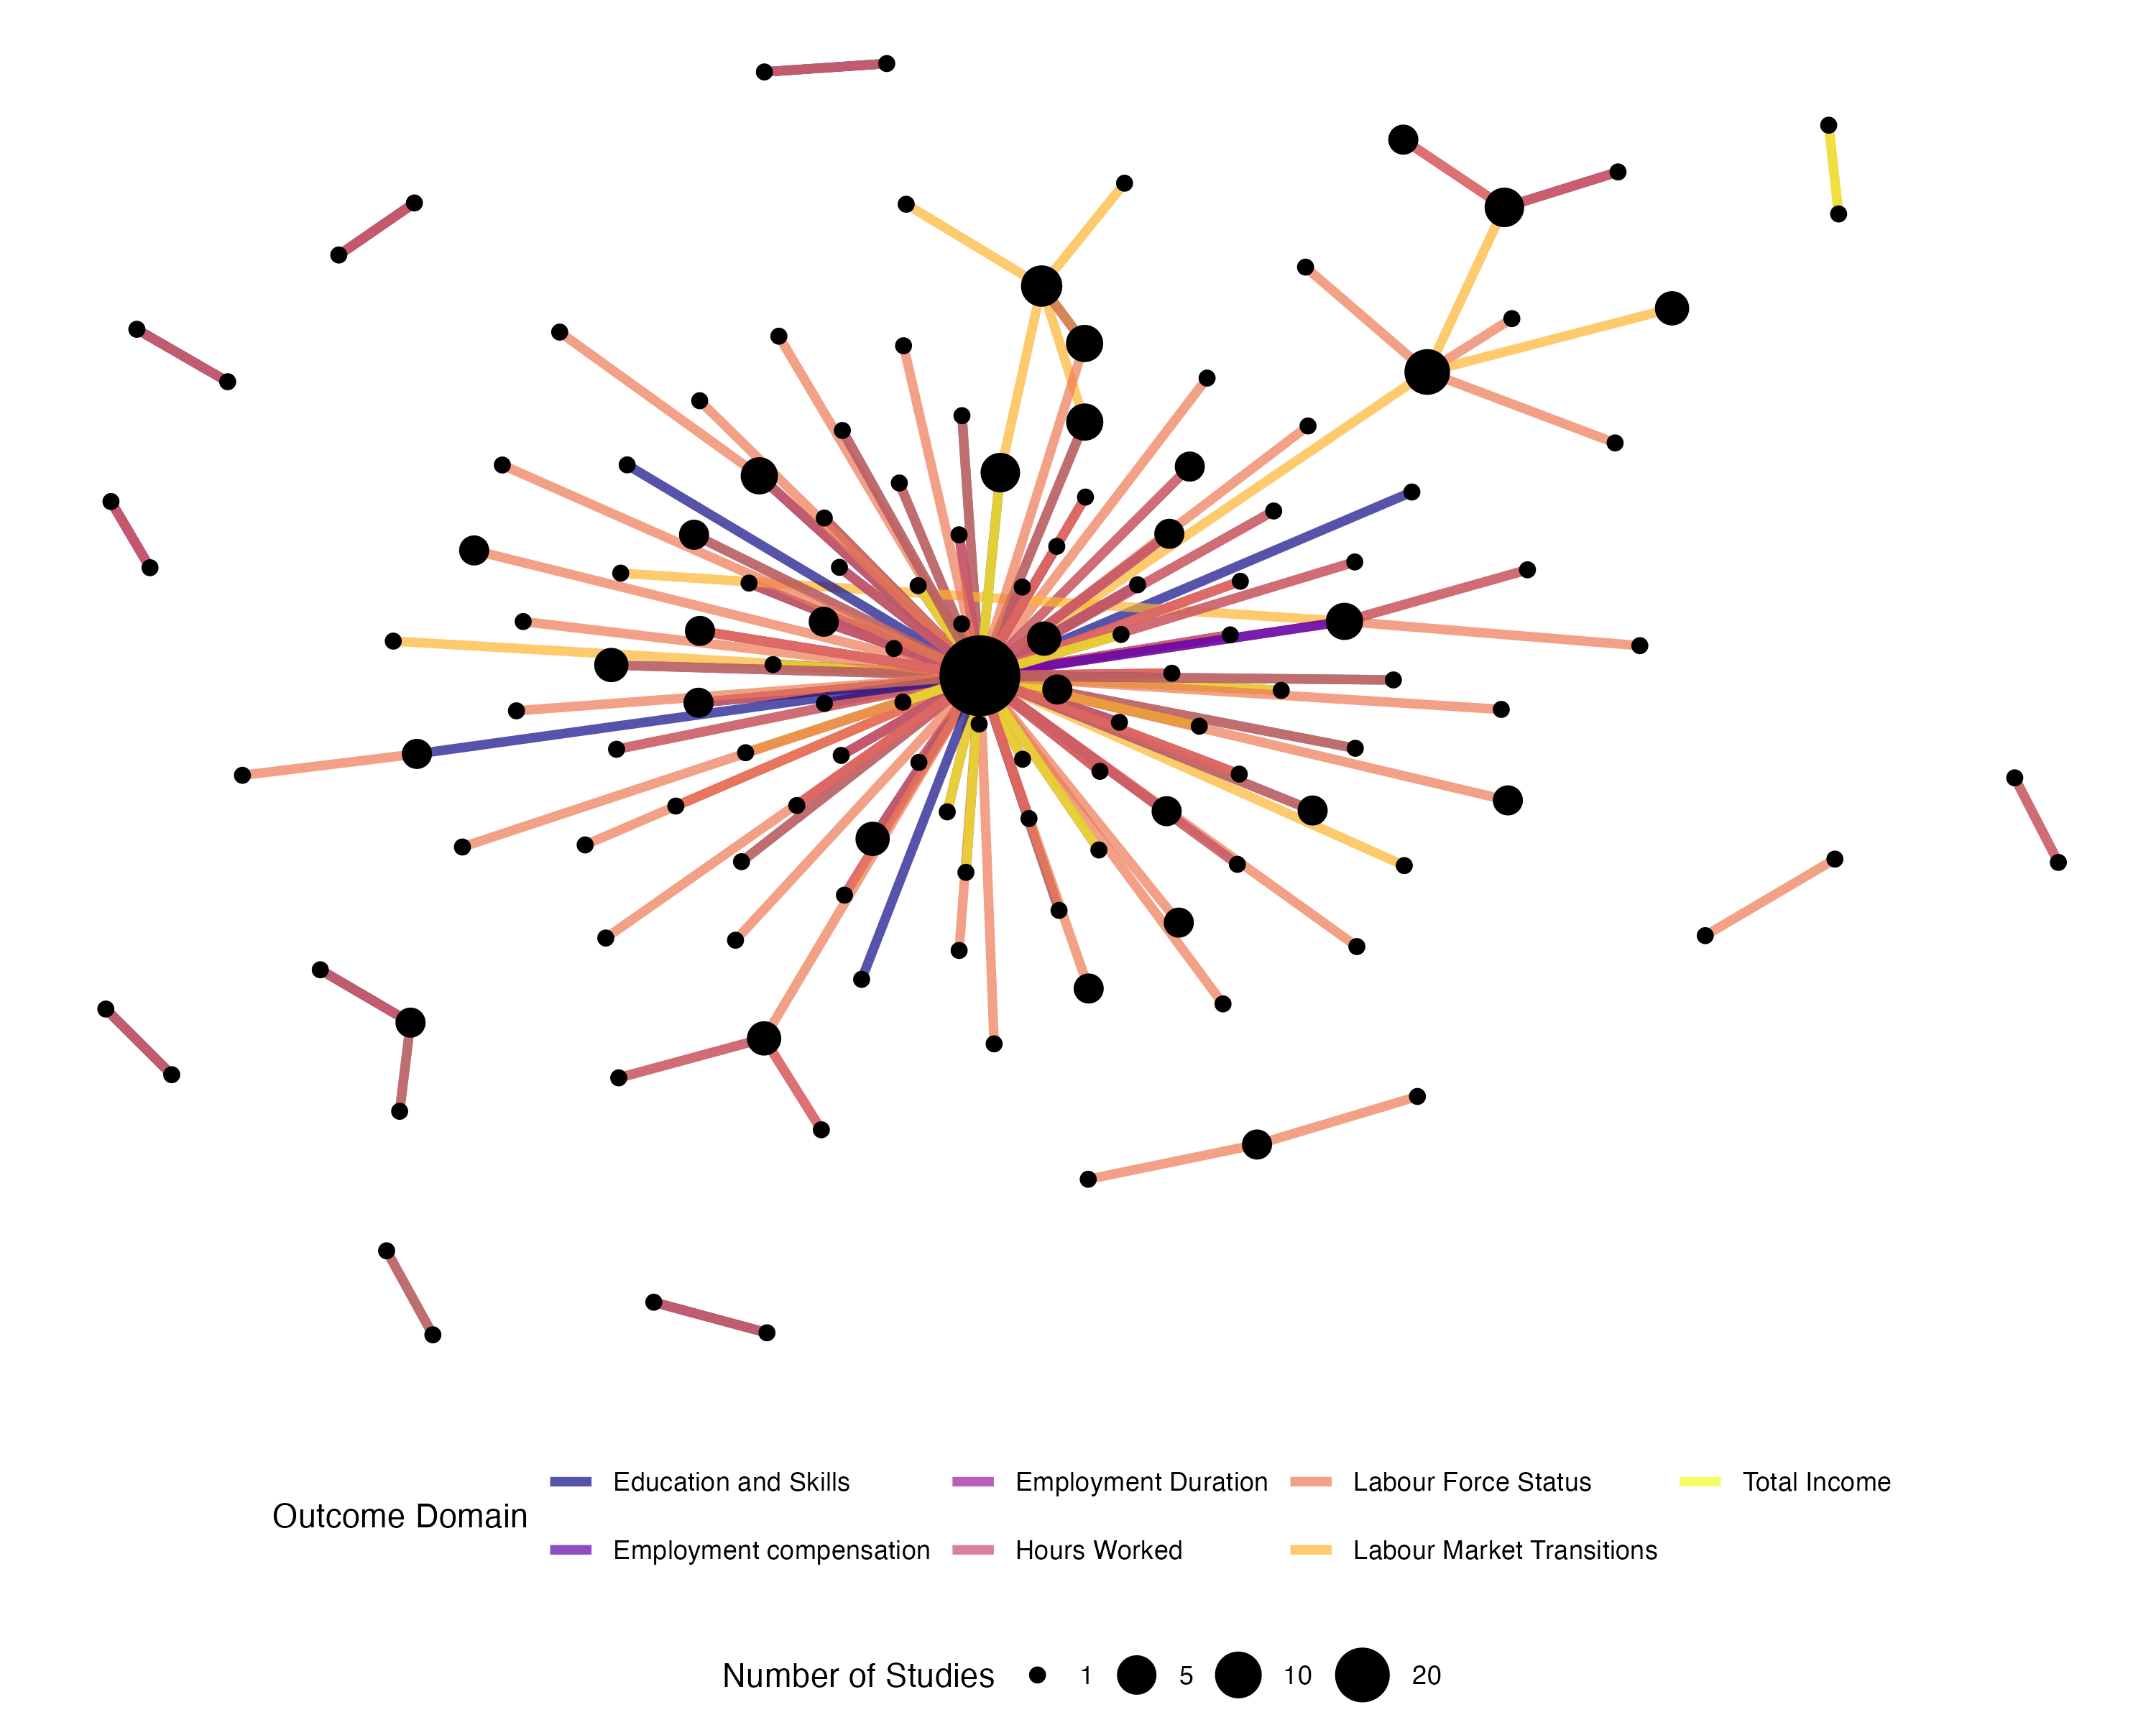 Outcome Domain
Education and Skills
Employment Duration
Labour Force Status
Total Income
Employment compensation
Hours Worked
Labour Market Transitions
Number of Studies 1 5 10 20